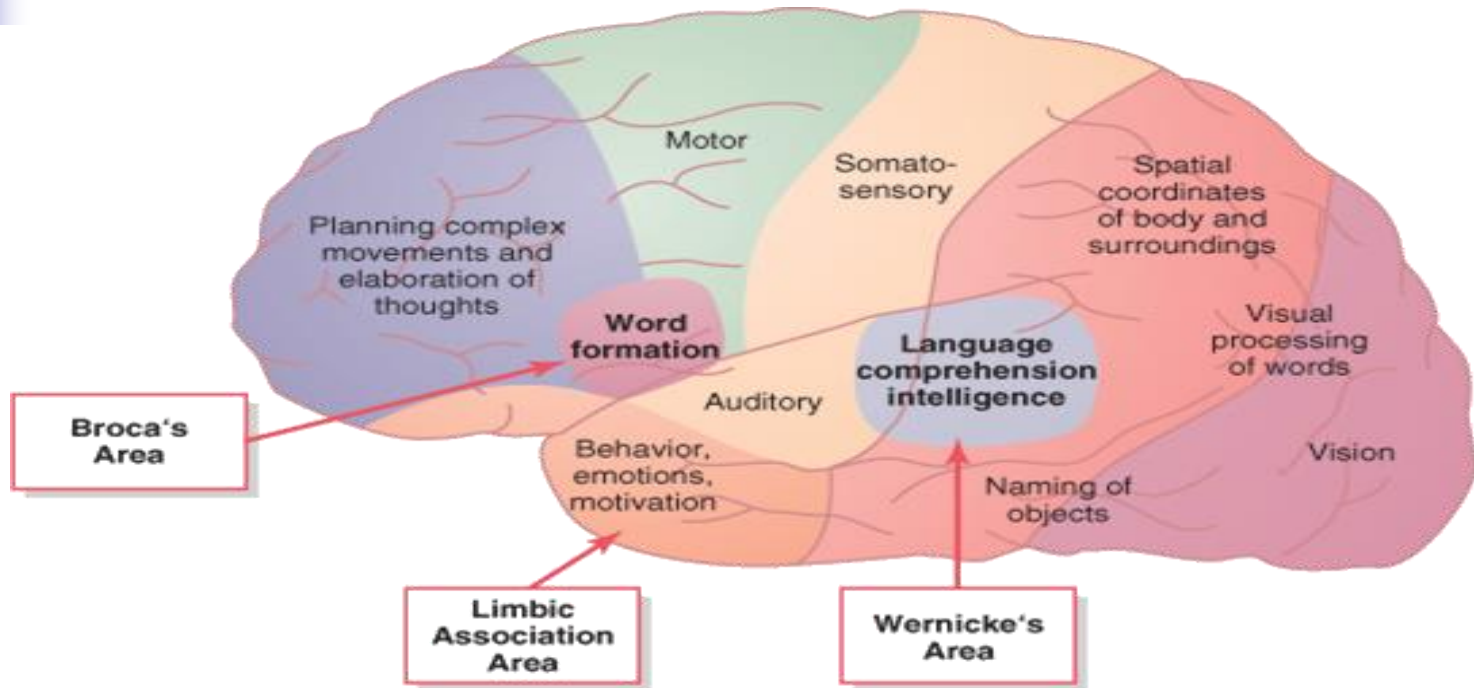 Motor
Somato-
sensory
Spatial
coordinates
of body and
surroundings
Planning complex
movements and
elaboration of
thoughts
Word
formation
Language
comprehension
intelligence
Visual
processing
of words
Auditory
Broca‘s
Area
Behavior,
emotions,
motivation
Vision
Naming of
objects
Limbic
Association
Area
Wernicke‘s
Area